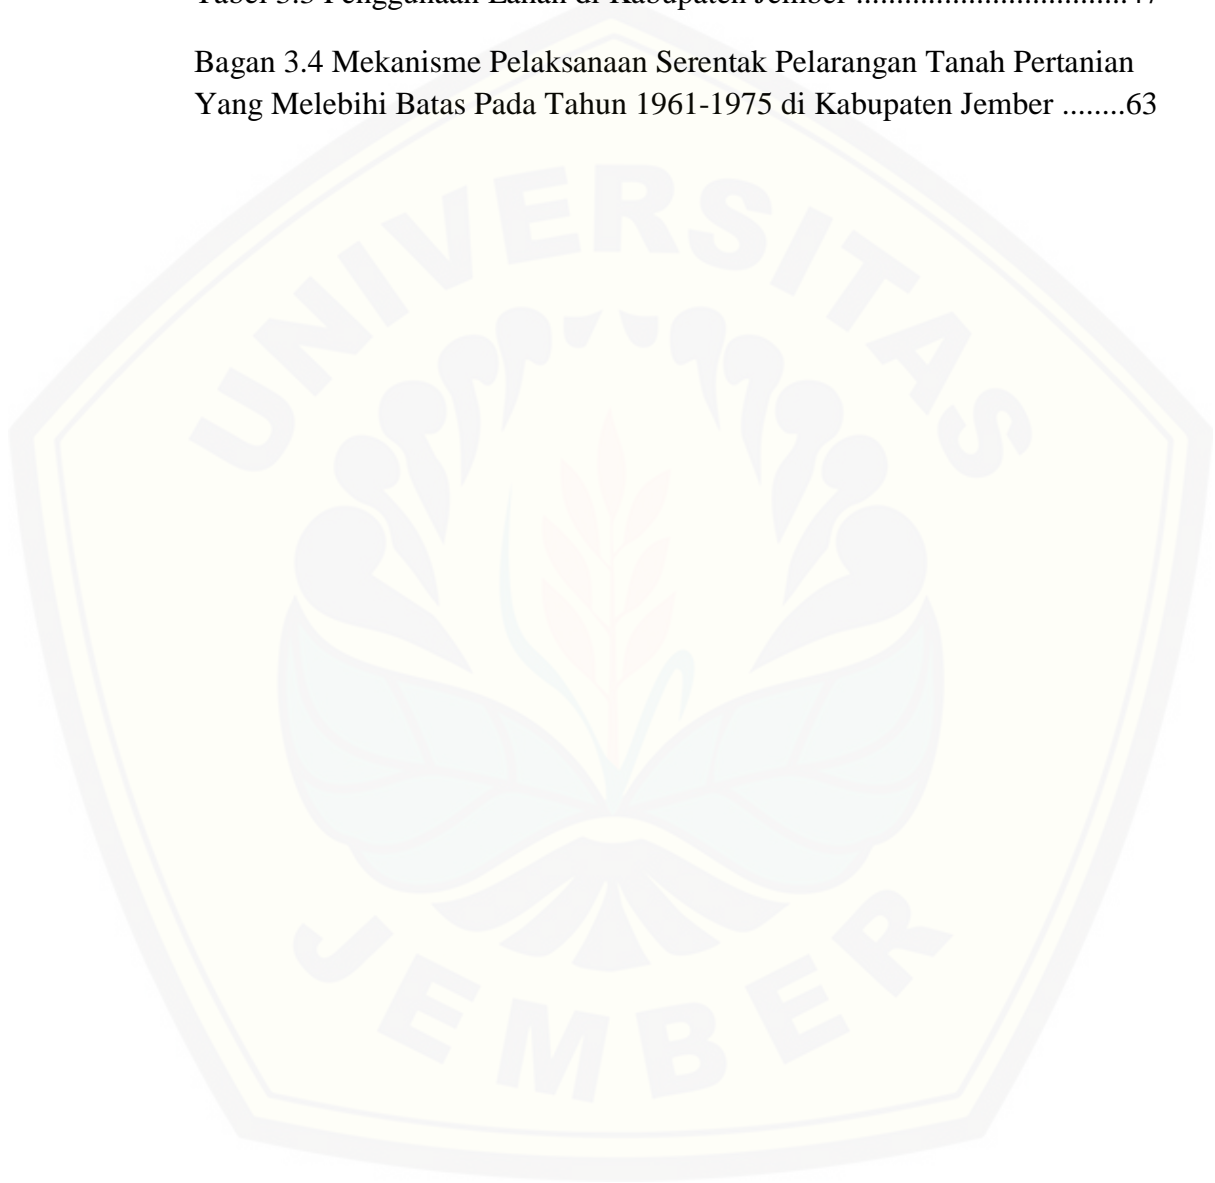 Tabel 3.3 Penggunaan Lahan di Kabupaten Jember .................................47
Bagan 3.4 Mekanisme Pelaksanaan Serentak Pelarangan Tanah Pertanian
Yang Melebihi Batas Pada Tahun 1961-1975 di Kabupaten Jember ........63
UNIVERSITAS
JEMBER